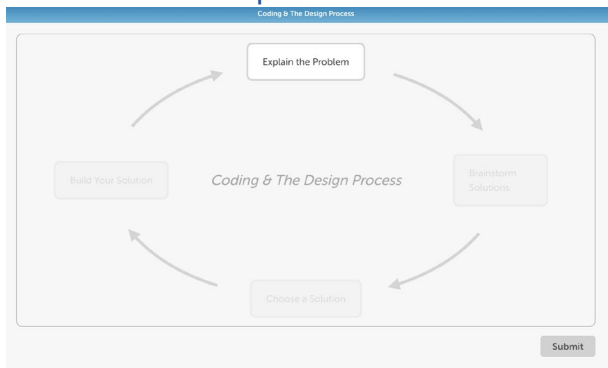 Coding & The Design Process
Explain the Problem
Build Your Solution
Coding & The Design Process
Brainstorm
Solutions
Choose a Solution
Submit